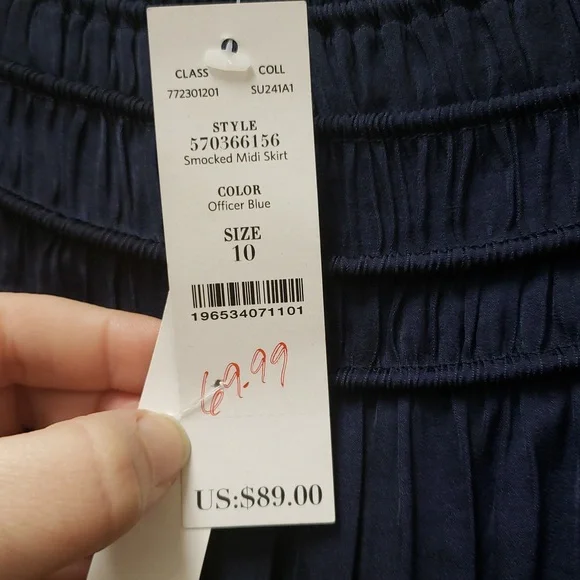 CLASS COLL
772301201 SU241A1
STYLE
570366156
Smocked Midi Skirt
COLOR
Officer Blue
SIZE
10
196534071101
69.99
US:$89.00